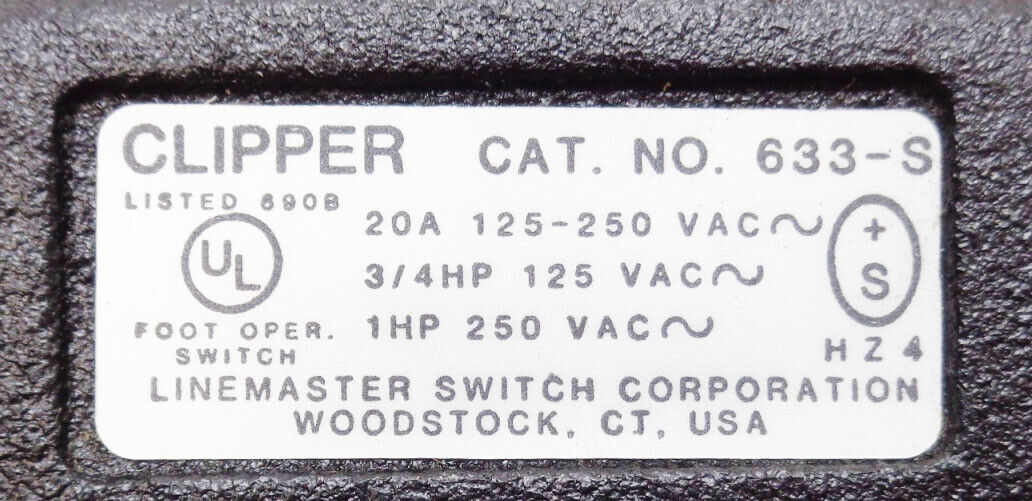 CLIPPER CAT. NO. 633-S
LISTED 690B
UL
FOOT OPER.
SWITCH
20A 125-250 VAC~
3/4HP 125 VAC~
1HP 250 VAC~
+
S
HZ4
LINEMASTER SWITCH CORPORATION
WOODSTOCK, CT, USA